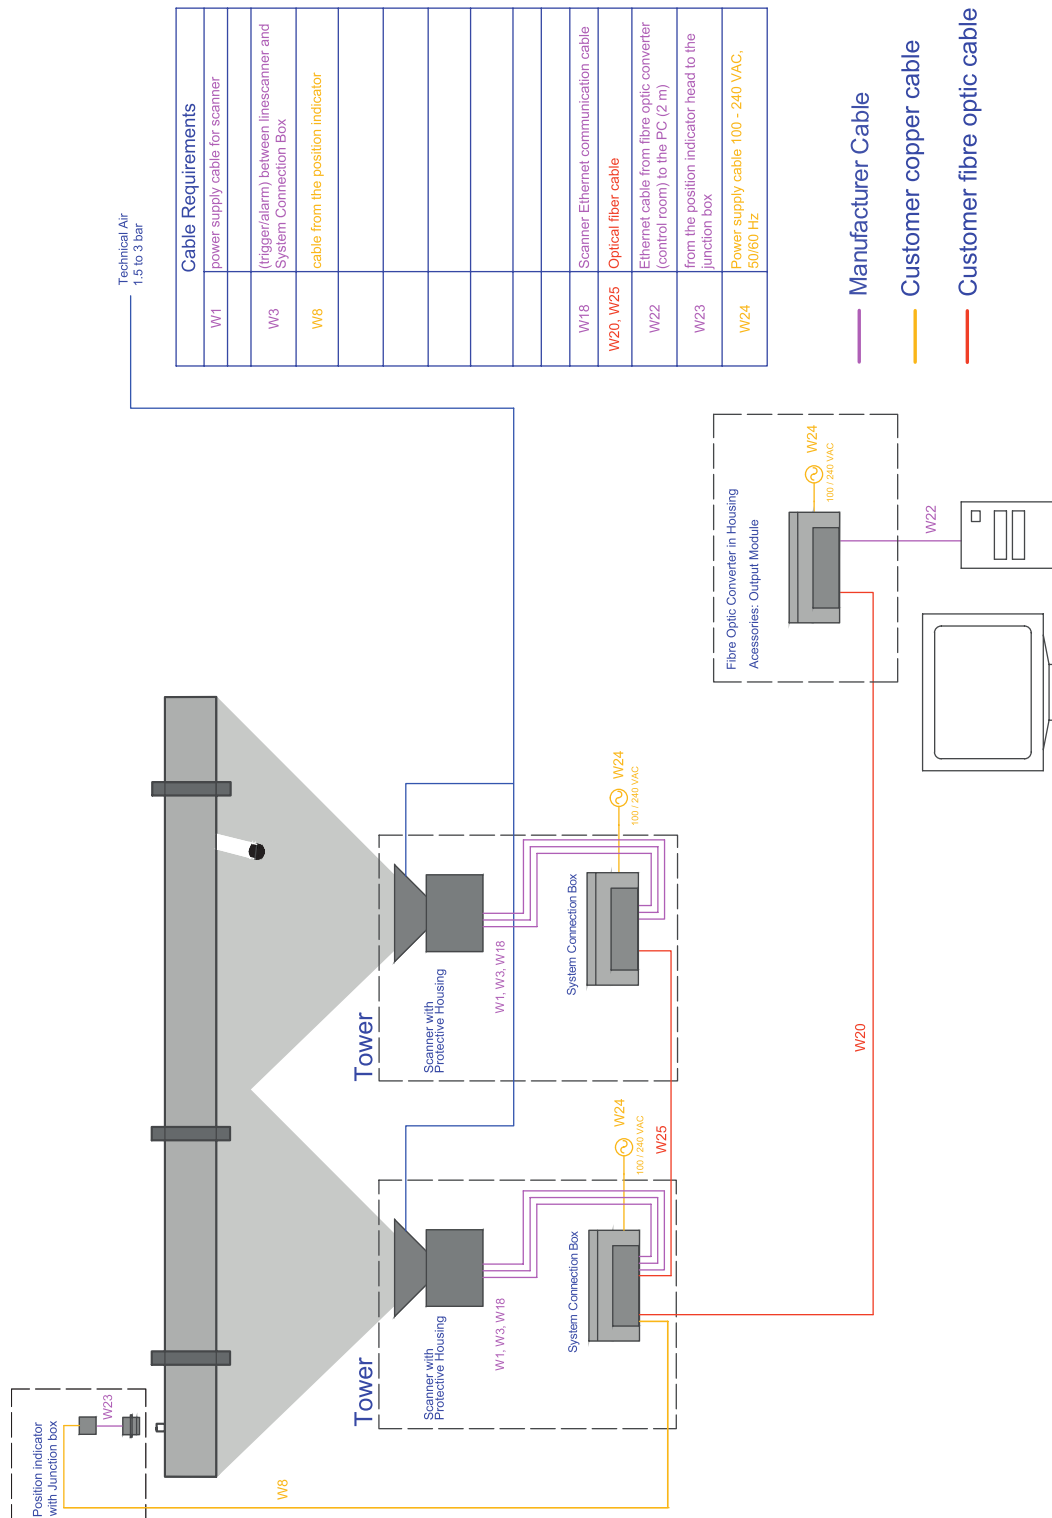 Position indicator
with Junction box
W23
W8
Technical Air
1.5 to 3 bar
Tower
Scanner with
Protective Housing
W1, W3, W18
System Connection Box
W24
100 / 240 VAC
W25
Tower
Scanner with
Protective Housing
W1, W3, W18
System Connection Box
W24
100 / 240 VAC
W20
Fibre Optic Converter in Housing
Acessories: Output Module
W24
100 / 240 VAC
W22
Cable Requirements
W1 power supply cable for scanner
W3 (trigger/alarm) between linescanner and
System Connection Box
W8 cable from the position indicator
W18 Scanner Ethernet communication cable
W20, W25 Optical fiber cable
W22 Ethernet cable from fibre optic converter
(control room) to the PC (2 m)
W23 from the position indicator head to the
junction box
W24 Power supply cable 100 - 240 VAC,
50/60 Hz
Manufacturer Cable
Customer copper cable
Customer fibre optic cable